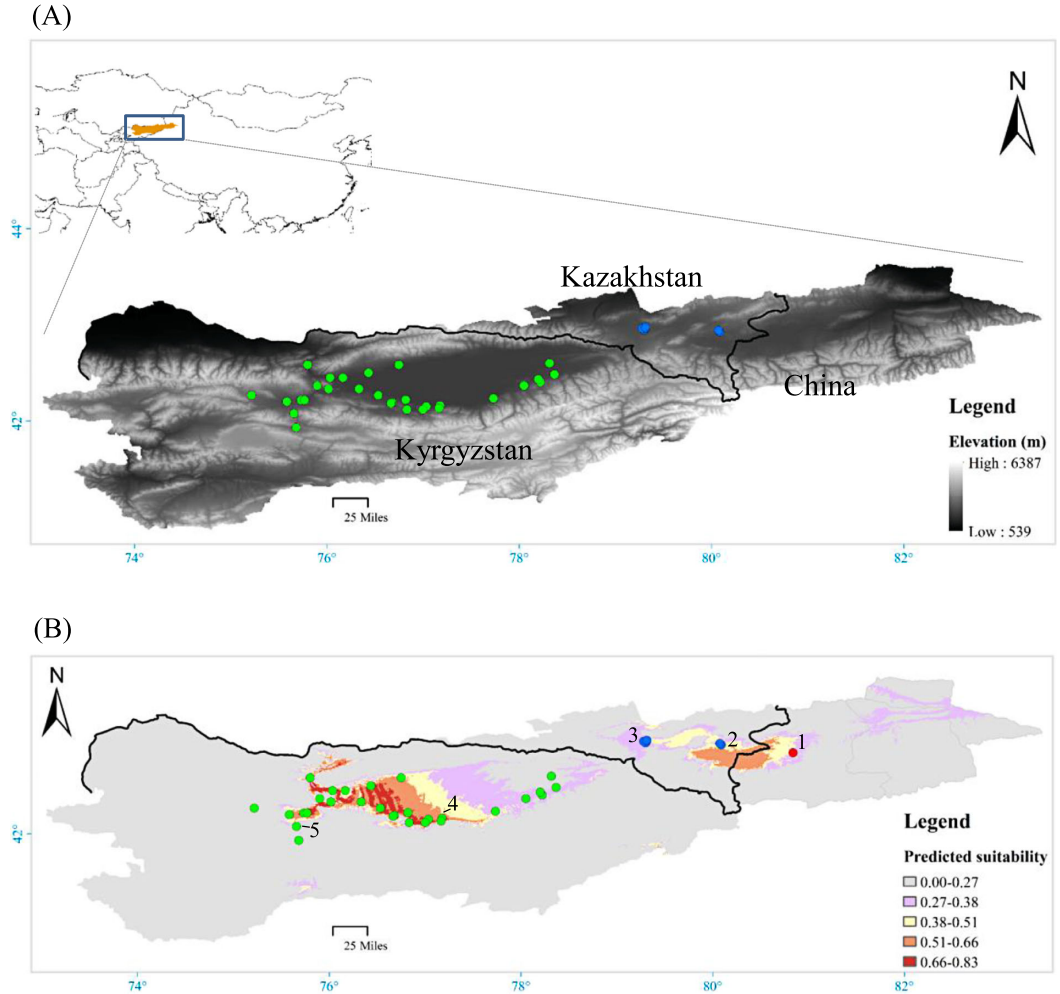 (A)
N
44°
Kazakhstan
China
42°
Kyrgyzstan
Legend
Elevation (m)
High : 6387
Low : 539
25 Miles
74°
76°
78°
80°
82°
(B)
N
3
2
1
4
5
42°
Legend
Predicted suitability
0.00-0.27
0.27-0.38
0.38-0.51
0.51-0.66
0.66-0.83
25 Miles
74°
76°
78°
80°
82°